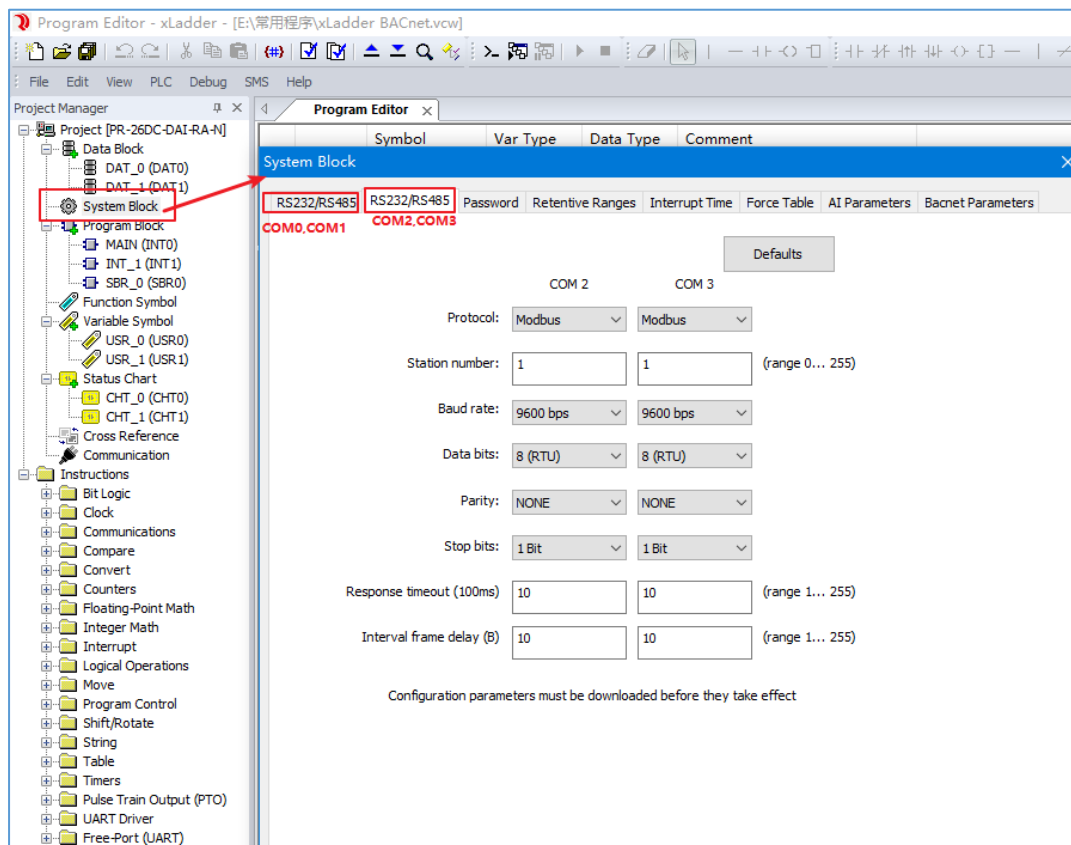 Program Editor - xLadder - [E:\常用程序\xLadder BACnet.vcw]
File Edit View PLC Debug SMS Help
Project Manager
Program Editor
Project [PR-26DC-DAI-RA-N]
Data Block
DAT_0 (DAT0)
DAT_1 (DAT1)
System Block
Program Block
MAIN (INT0)
INT_1 (INT1)
SBR_0 (SBR0)
Function Symbol
Variable Symbol
USR_0 (USR0)
USR_1 (USR1)
Status Chart
CHT_0 (CHT0)
CHT_1 (CHT1)
Cross Reference
Communication
Instructions
Bit Logic
Clock
Communications
Compare
Convert
Counters
Floating-Point Math
Integer Math
Interrupt
Logical Operations
Move
Program Control
Shift/Rotate
String
Table
Timers
Pulse Train Output (PTO)
UART Driver
Free-Port (UART)
Symbol Var Type Data Type Comment
System Block
RS232/RS485 RS232/RS485 Password Retentive Ranges Interrupt Time Force Table AI Parameters Bacnet Parameters
COM0,COM1 COM2,COM3
Defaults
COM 2 COM 3
Protocol: Modbus Modbus
Station number: 1 1 (range 0... 255)
Baud rate: 9600 bps 9600 bps
Data bits: 8 (RTU) 8 (RTU)
Parity: NONE NONE
Stop bits: 1 Bit 1 Bit
Response timeout (100ms) 10 10 (range 1... 255)
Interval frame delay (B) 10 10 (range 1... 255)
Configuration parameters must be downloaded before they take effect